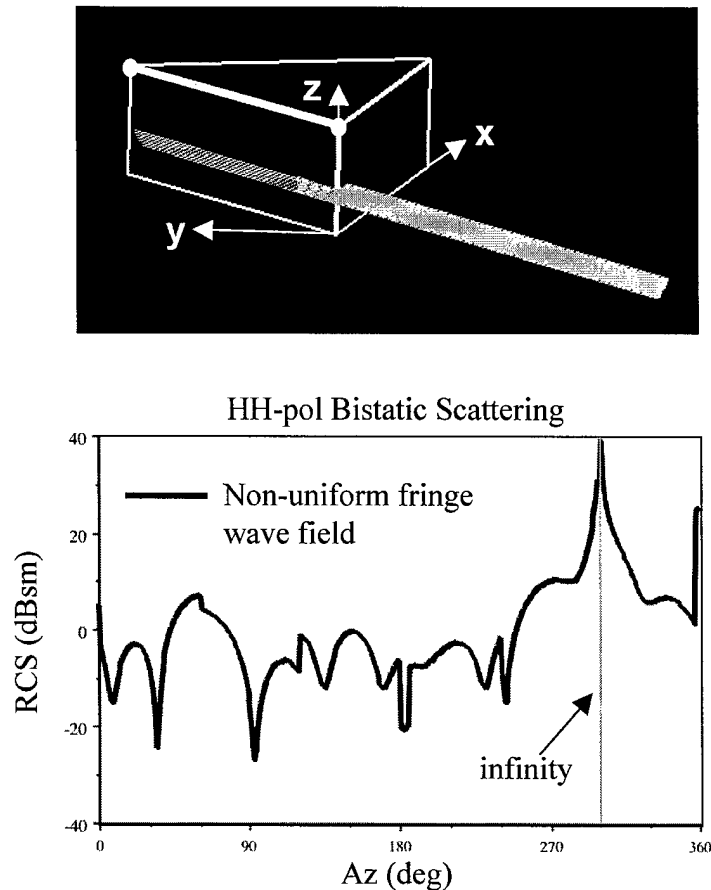 z
x
y
HH-pol Bistatic Scattering
40
20
0
-20
-40
RCS (dBsm)
Non-uniform fringe
wave field
infinity
0
90
180
270
360
Az (deg)